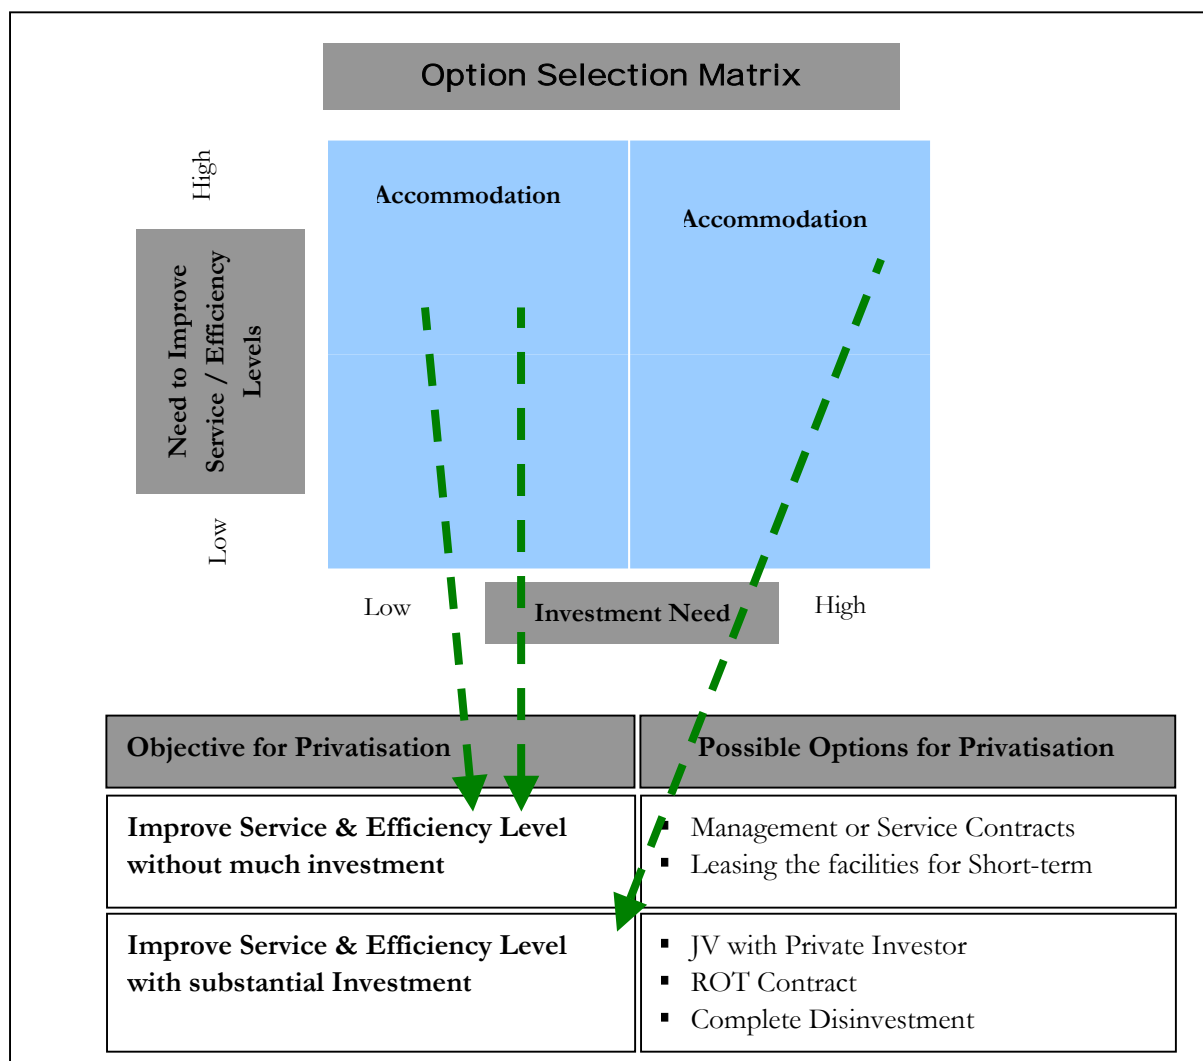 Option Selection Matrix
High
Accommodation
Accommodation
Need to Improve
Service / Efficiency
Levels
Low
Low
Investment Need
High
Objective for Privatisation
Possible Options for Privatisation
Improve Service & Efficiency Level
without much investment
▪ Management or Service Contracts
▪ Leasing the facilities for Short-term
Improve Service & Efficiency Level
with substantial Investment
▪ JV with Private Investor
▪ ROT Contract
▪ Complete Disinvestment